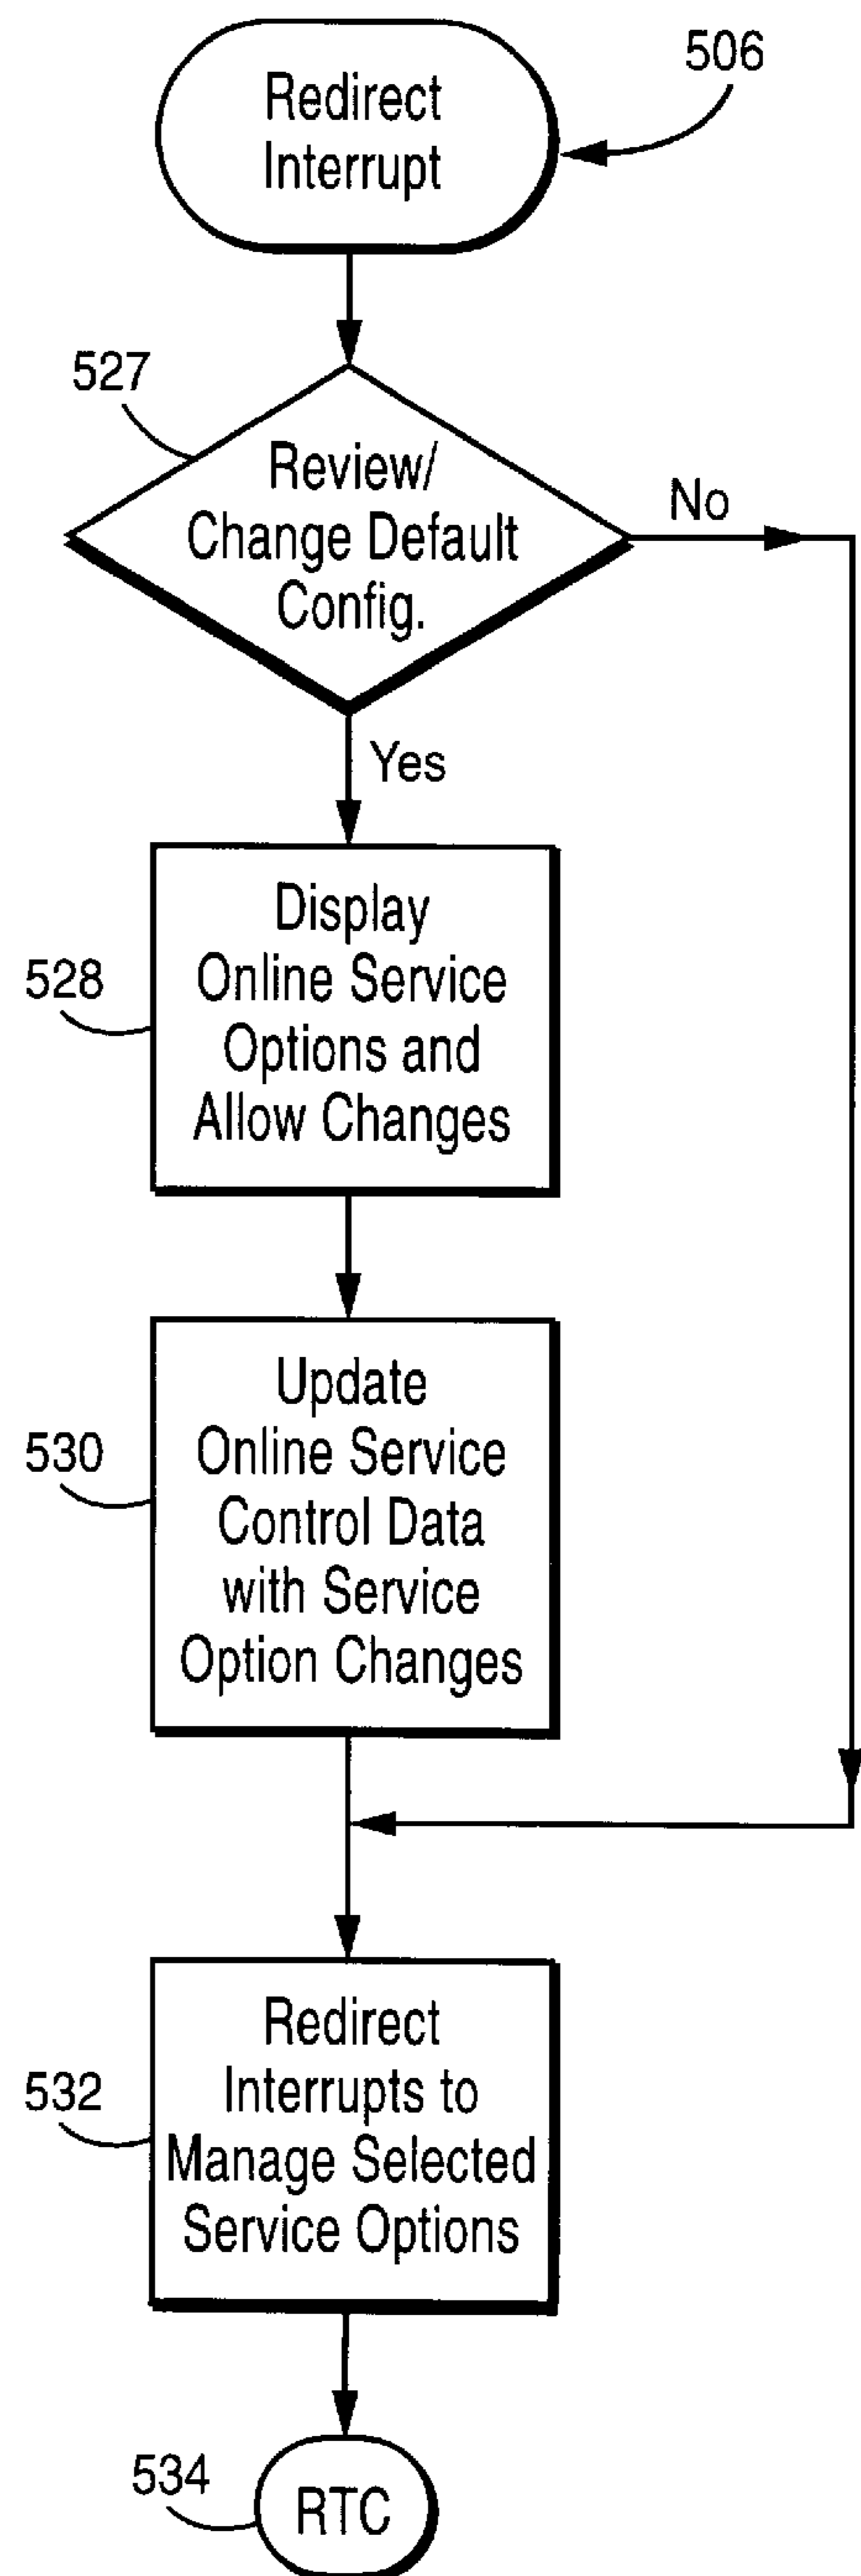 506
Redirect
Interrupt
527
Review/
Change Default
Config.
No
Yes
528
Display
Online Service
Options and
Allow Changes
530
Update
Online Service
Control Data
with Service
Option Changes
532
Redirect
Interrupts to
Manage Selected
Service Options
534
RTC